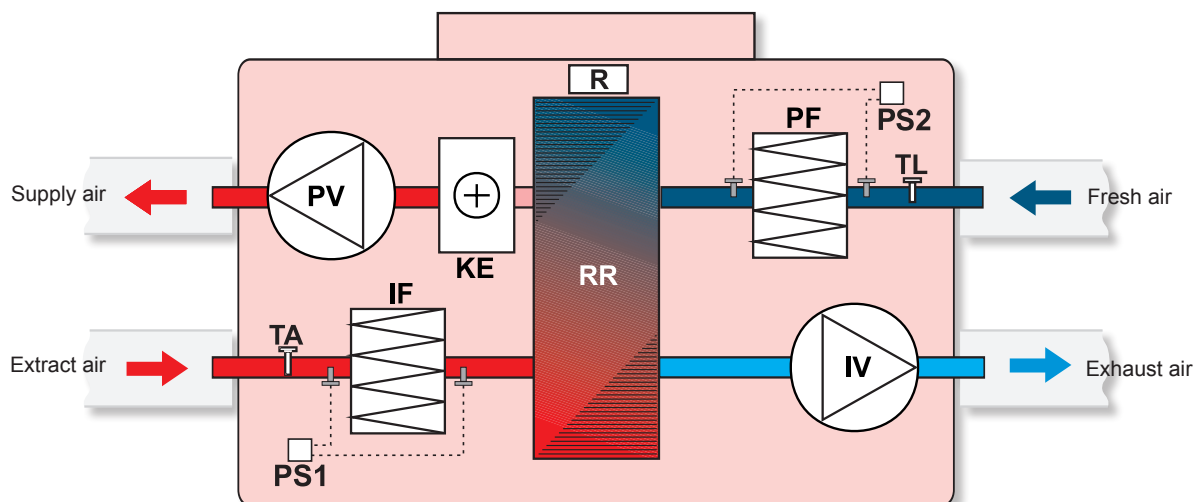 R
PF
PS2
TL
Supply air
PV
Fresh air
KE
RR
IF
TA
Extract air
IV
Exhaust air
PS1